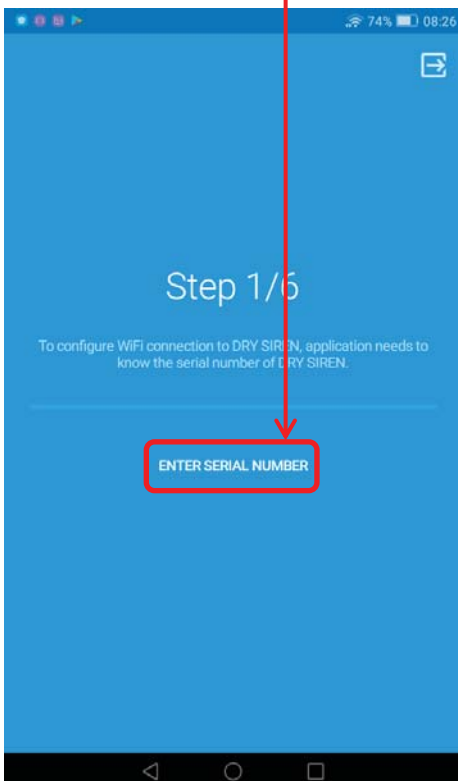 74% 08:26
Step 1/6
To configure WiFi connection to DRY SIREN, application needs to
know the serial number of DRY SIREN.
ENTER SERIAL NUMBER